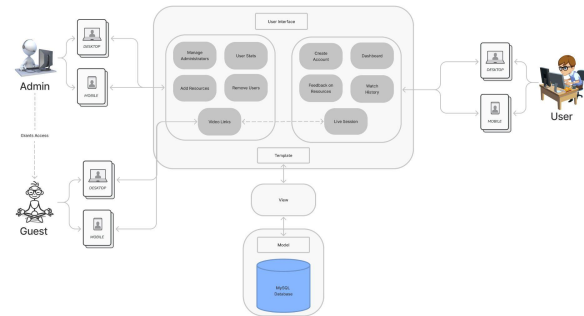 User Interface
Manage
Administrators
User Stats
Create
Account
Dashboard
Add Resources
Remove Users
Feedback on
Resources
Watch
History
Video Links
Live Session
Template
View
Model
MySQL
Database
DESKTOP
MOBILE
Admin
Grants Access
DESKTOP
MOBILE
Guest
DESKTOP
MOBILE
User